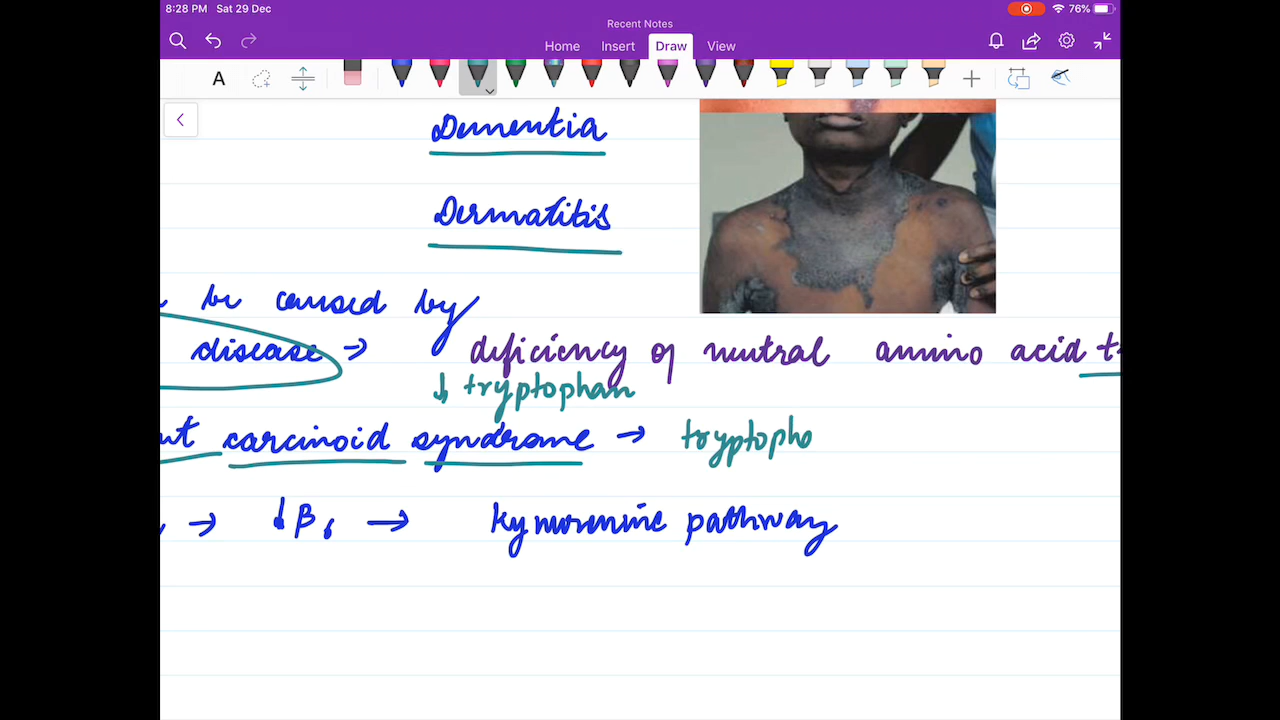 8:28 PM Sat 29 Dec 76%
Recent Notes
Home Insert Draw View
A
Dementia
Dermatitis
be caused by
disease → deficiency of neutral amino acid t
↓ tryptophan
carcinoid syndrome → tryptopho
→ ↓ B6 → kynurenine pathway